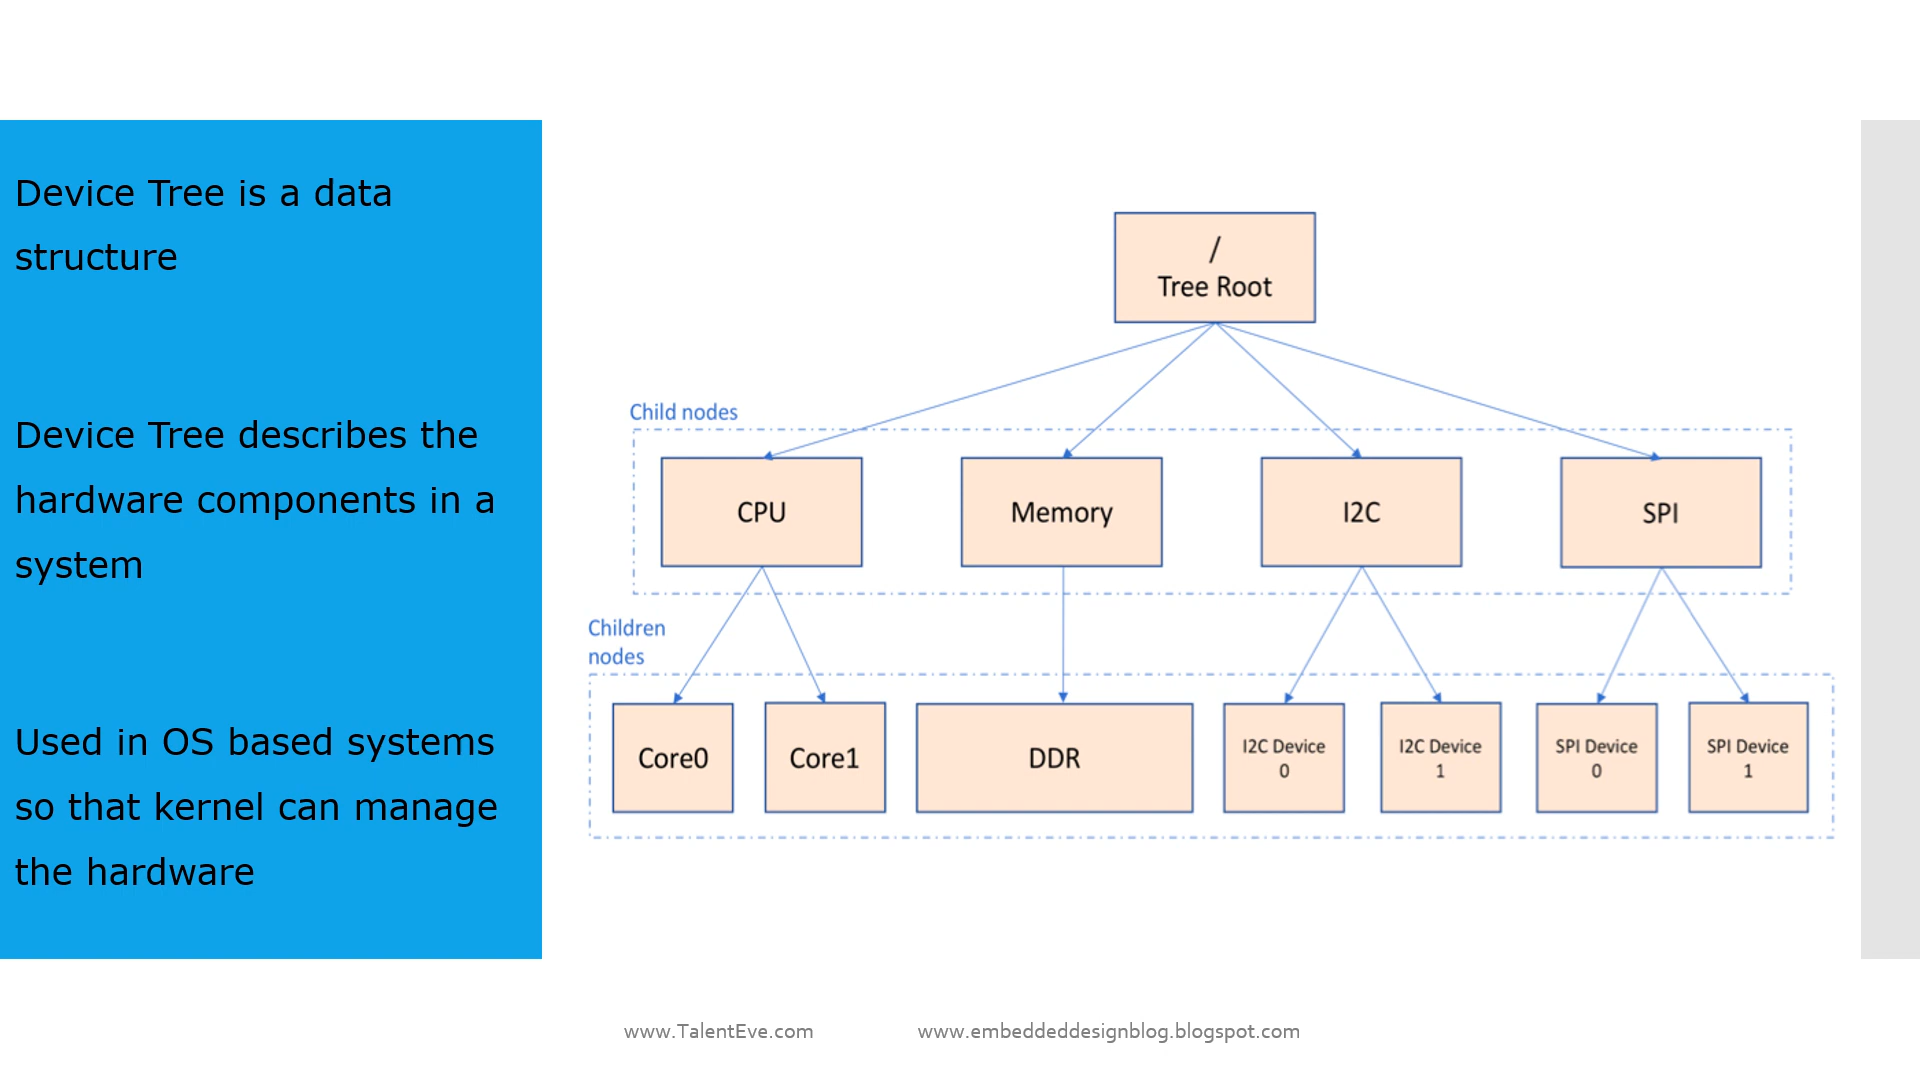 Device Tree is a data
structure
Device Tree describes the
hardware components in a
system
Used in OS based systems
so that kernel can manage
the hardware
/
Tree Root
Child nodes
CPU
Memory
I2C
SPI
Children
nodes
Core0
Core1
DDR
I2C Device
0
I2C Device
1
SPI Device
0
SPI Device
1
www.TalentEve.com
www.embeddeddesignblog.blogspot.com